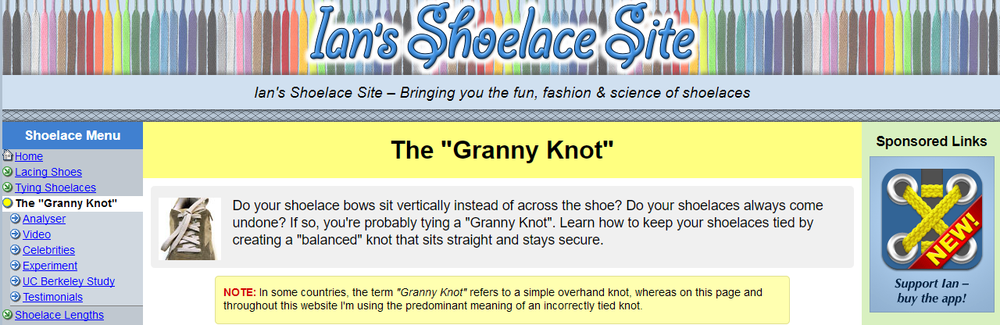 Ian's Shoelace Site
Ian's Shoelace Site – Bringing you the fun, fashion & science of shoelaces
Shoelace Menu
Home
Lacing Shoes
Tying Shoelaces
The "Granny Knot"
Analyser
Video
Celebrities
Experiment
UC Berkeley Study
Testimonials
Shoelace Lengths
The "Granny Knot"
Do your shoelace bows sit vertically instead of across the shoe? Do your shoelaces always come
undone? If so, you're probably tying a "Granny Knot". Learn how to keep your shoelaces tied by
creating a "balanced" knot that sits straight and stays secure.
NOTE: In some countries, the term "Granny Knot" refers to a simple overhand knot, whereas on this page and
throughout this website I'm using the predominant meaning of an incorrectly tied knot.
Sponsored Links
NEW!
Support Ian –
buy the app!